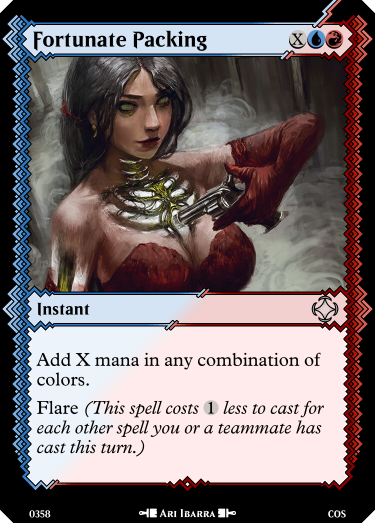 Fortunate Packing X
Instant
Add X mana in any combination of
colors.
Flare (This spell costs 1 less to cast for
each other spell you or a teammate has
cast this turn.)
0358 Ari Ibarra COS